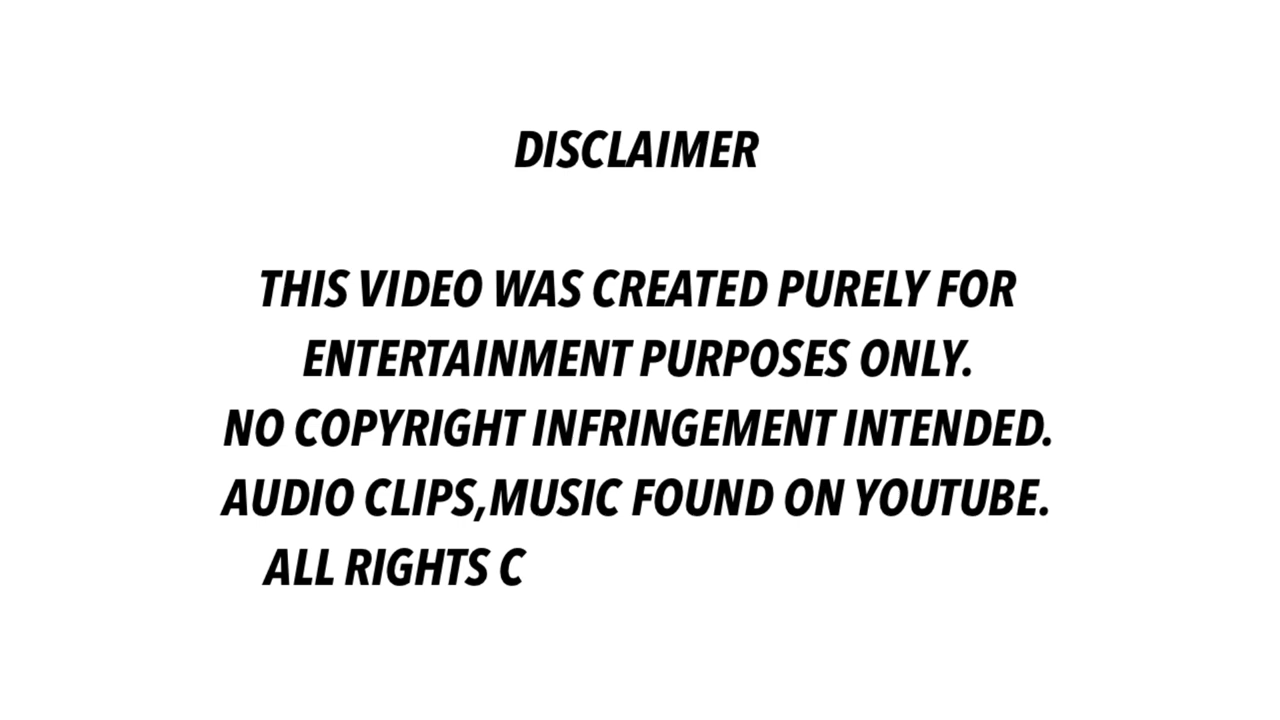 DISCLAIMER
THIS VIDEO WAS CREATED PURELY FOR
ENTERTAINMENT PURPOSES ONLY.
NO COPYRIGHT INFRINGEMENT INTENDED.
AUDIO CLIPS,MUSIC FOUND ON YOUTUBE.
ALL RIGHTS C